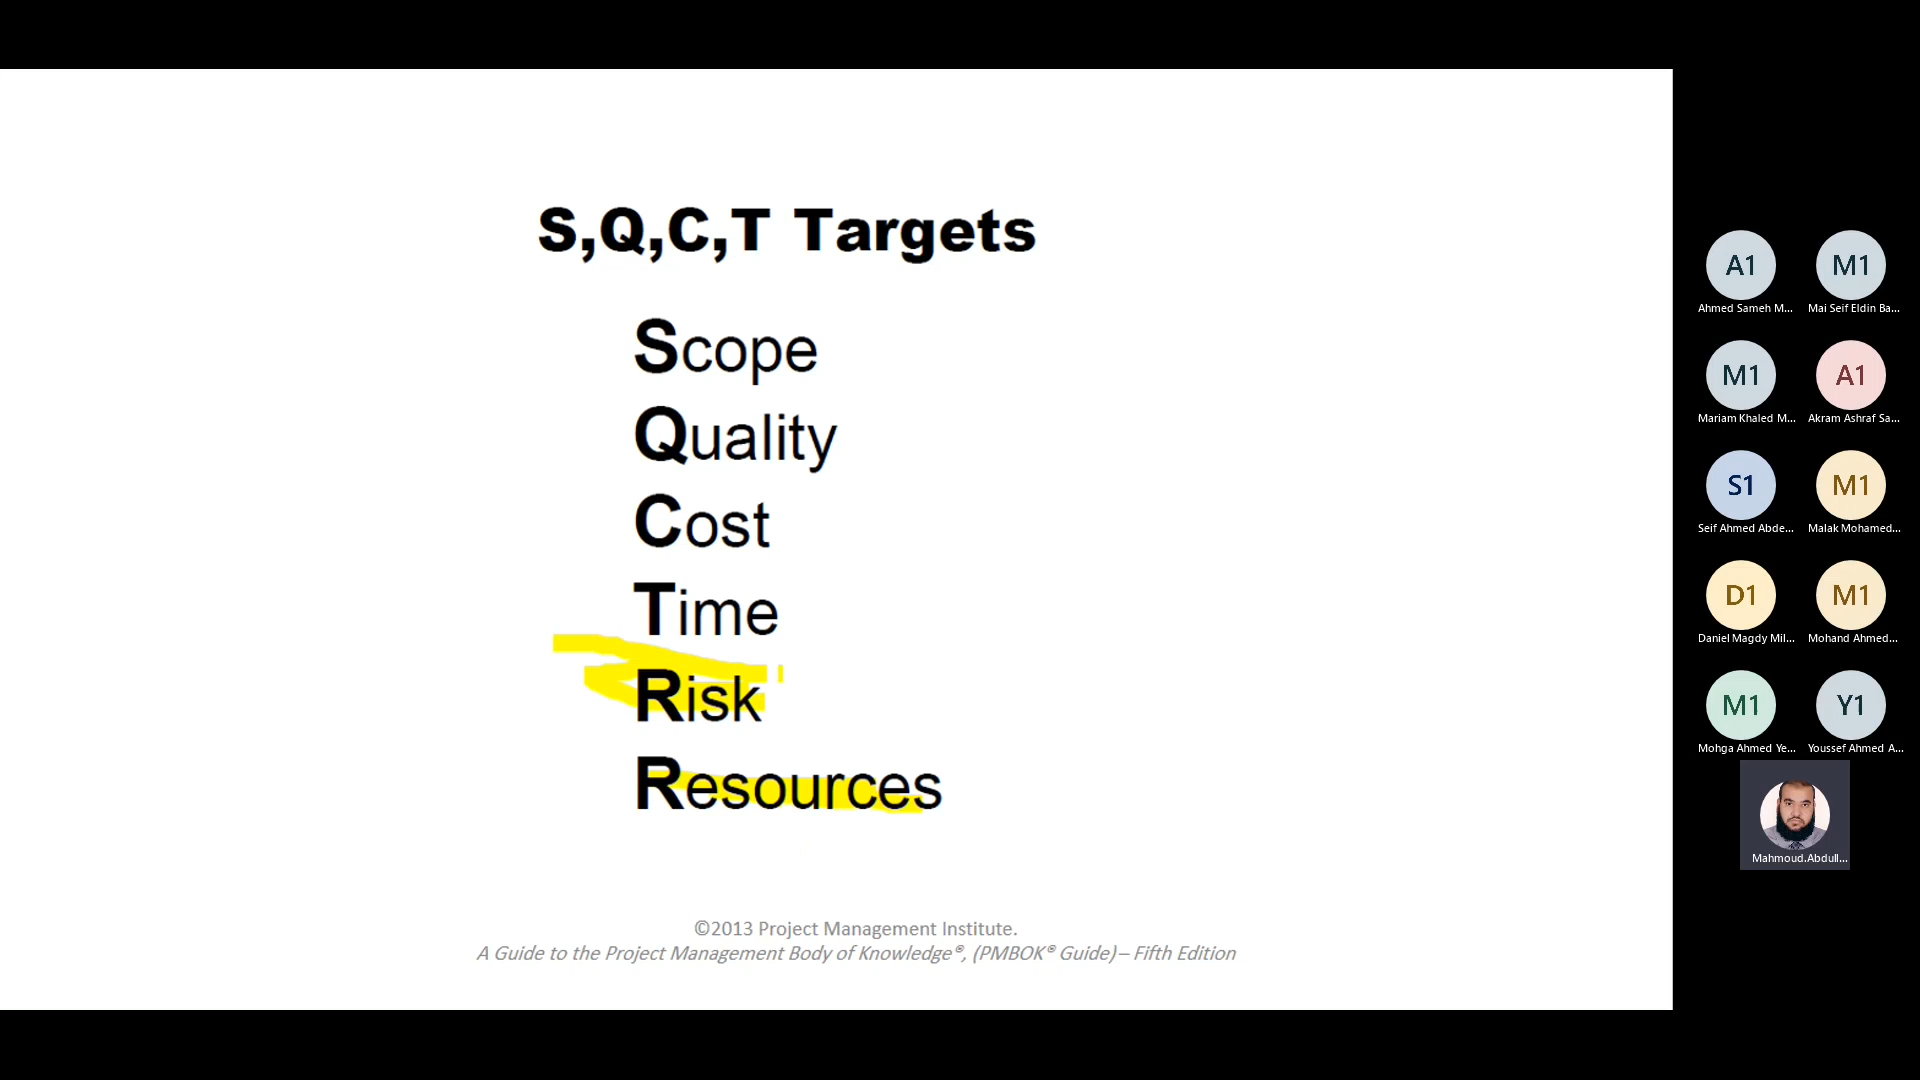 S,Q,C,T Targets
Scope
Quality
Cost
Time
Risk
Resources
©2013 Project Management Institute.
A Guide to the Project Management Body of Knowledge®, (PMBOK® Guide) – Fifth Edition
A1 M1
Ahmed Sameh M... Mai Seif Eldin Ba...
M1 A1
Mariam Khaled M... Akram Ashraf Sa...
S1 M1
Seif Ahmed Abde... Malak Mohamed...
D1 M1
Daniel Magdy Mil... Mohand Ahmed...
M1 Y1
Mohga Ahmed Ye... Youssef Ahmed A...
Mahmoud.Abdull...